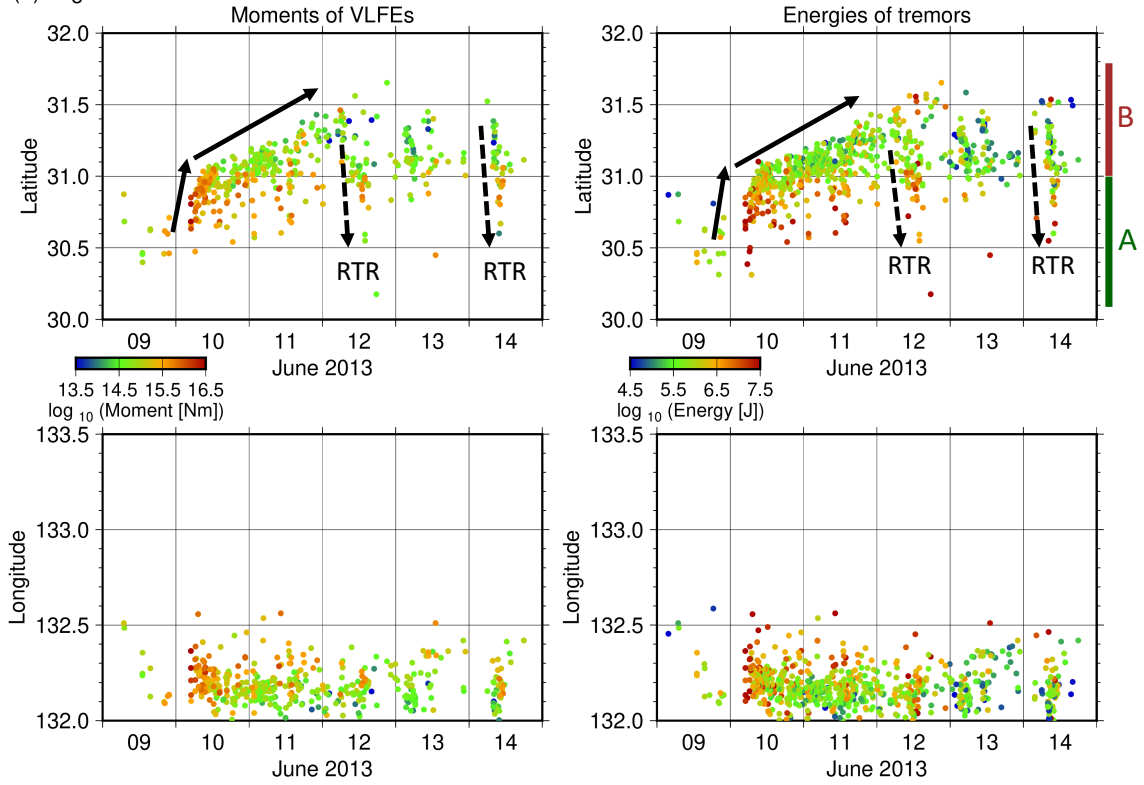 Moments of VLFEs
Energies of tremors
32.0
31.5
31.0
30.5
30.0
Latitude
RTR
RTR
09 10 11 12 13 14
June 2013
32.0
31.5
31.0
30.5
30.0
Latitude
RTR
RTR
09 10 11 12 13 14
June 2013
B
A
13.5 14.5 15.5 16.5
log 10 (Moment [Nm])
4.5 5.5 6.5 7.5
log 10 (Energy [J])
133.5
133.0
132.5
132.0
Longitude
09 10 11 12 13 14
June 2013
133.5
133.0
132.5
132.0
Longitude
09 10 11 12 13 14
June 2013